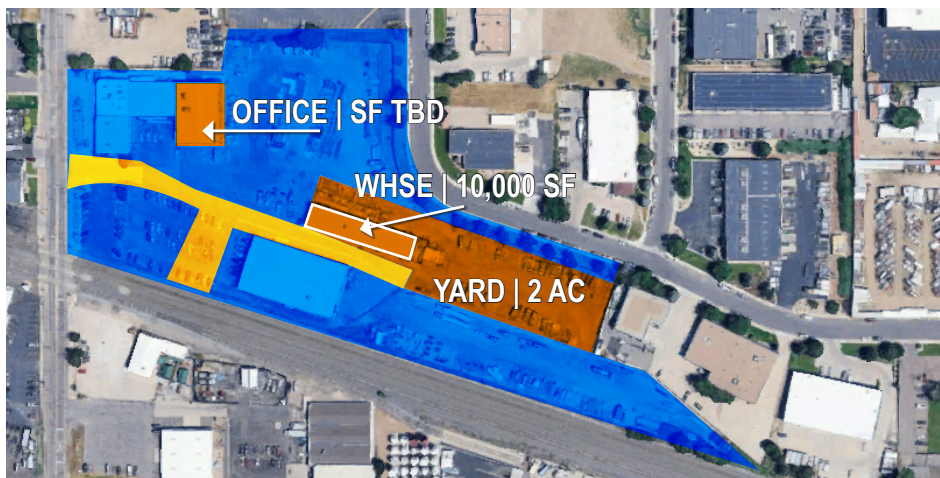 OFFICE | SF TBD
WHSE | 10,000 SF
YARD | 2 AC